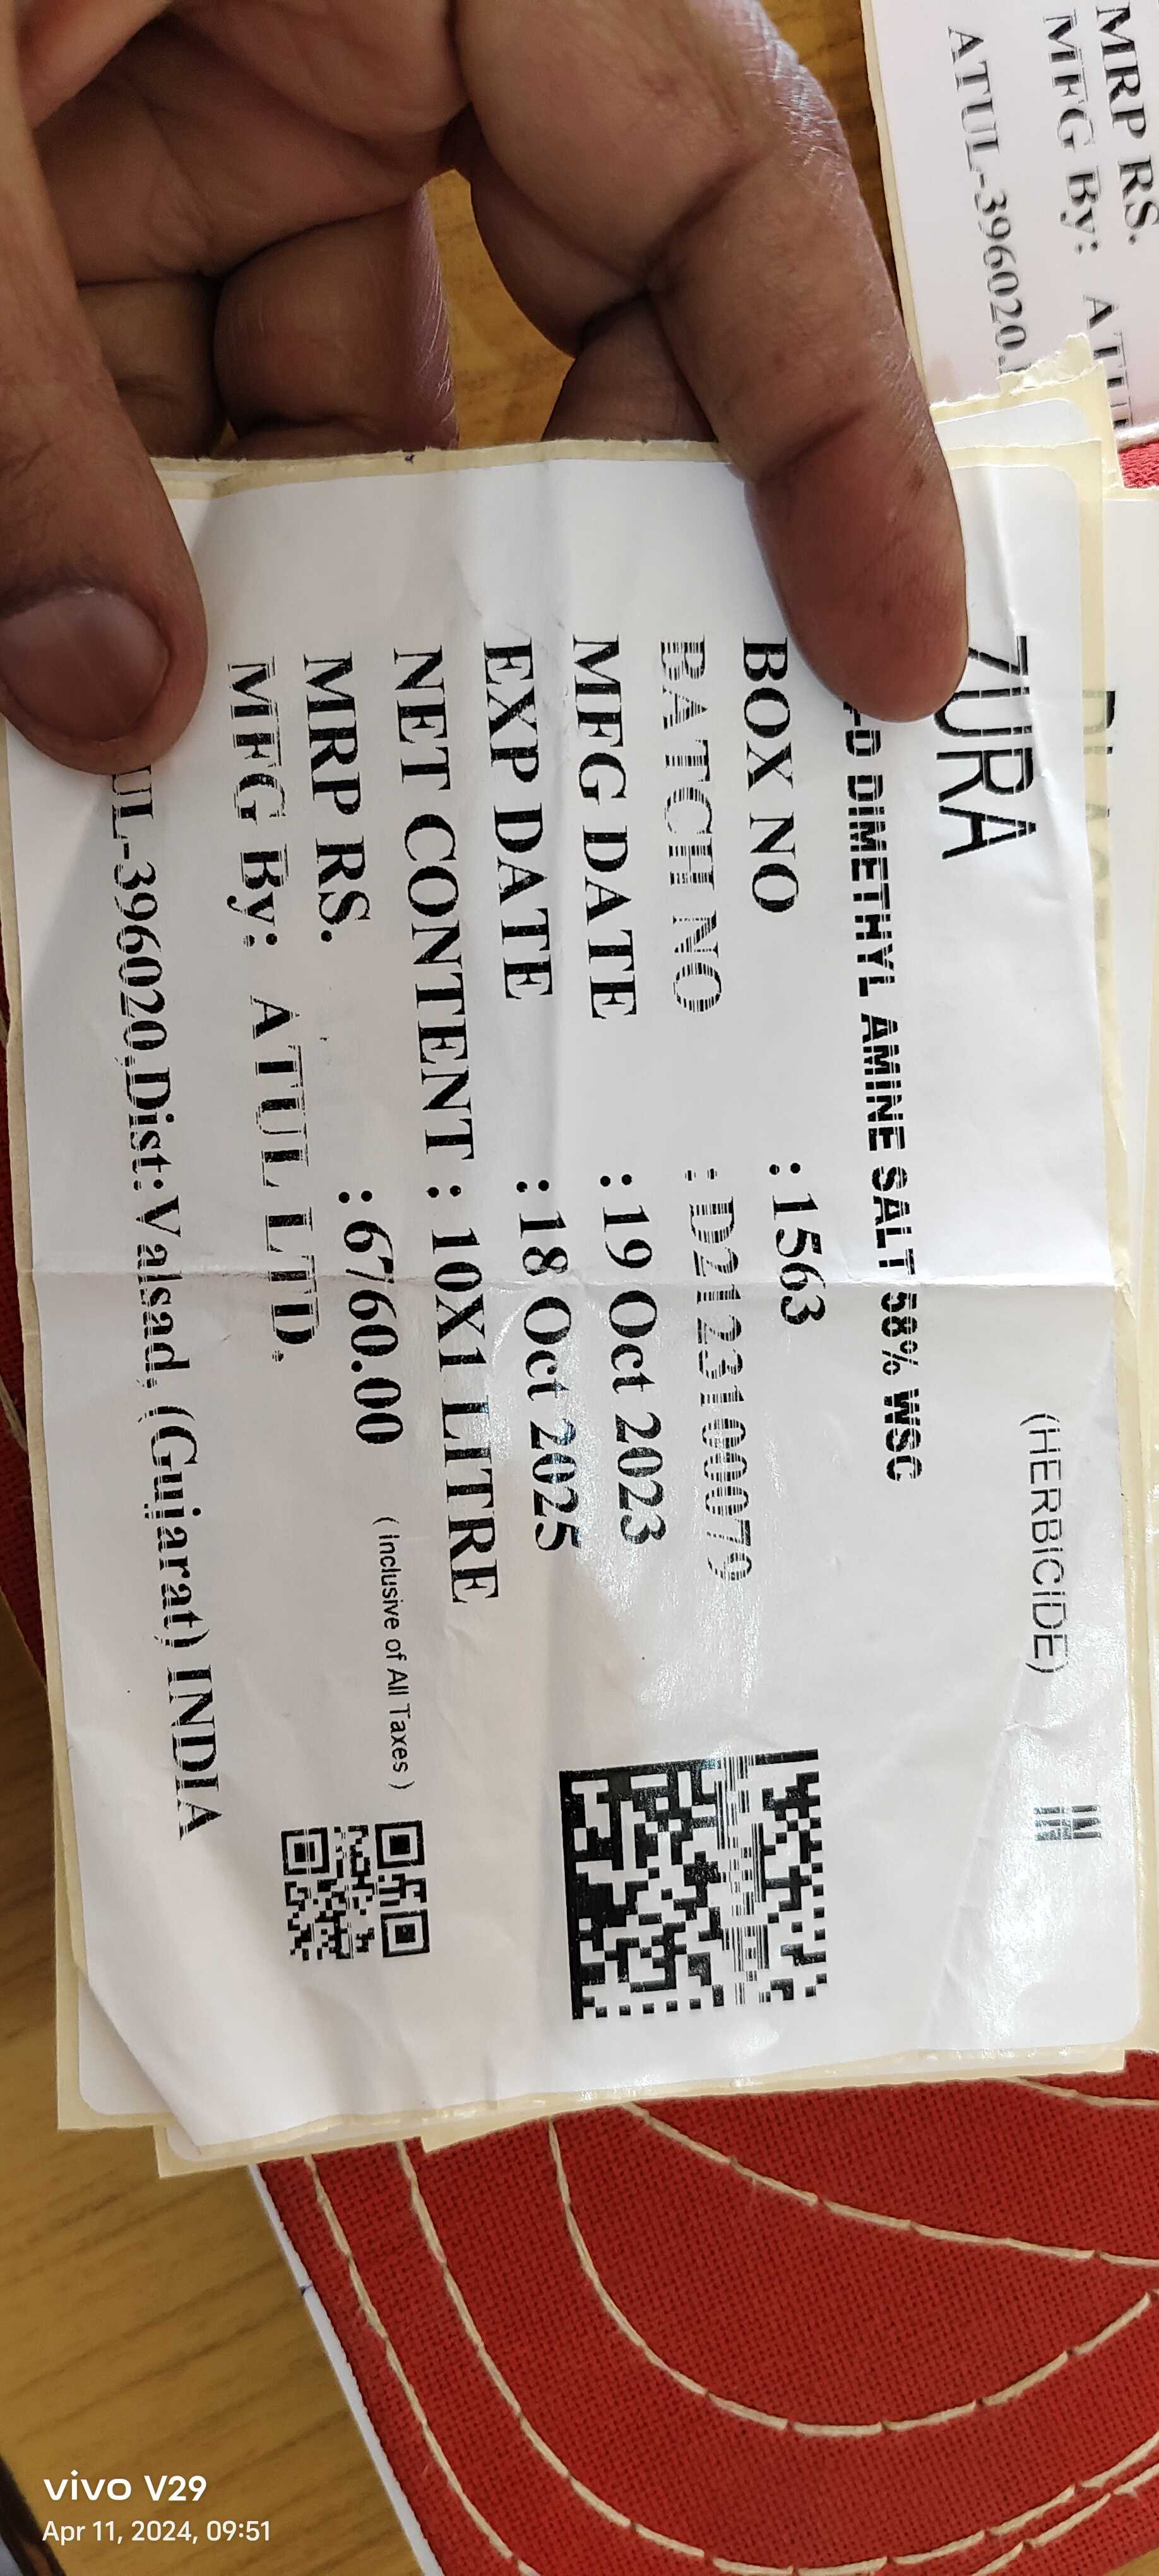 ZURA (HERBICIDE) IN
-D DIMETHYL AMINE SALT 58% WSC
BOX NO :1563
BATCH NO :D2123100079
MFG DATE :19 Oct 2023
EXP DATE :18 Oct 2025
NET CONTENT : 10X1 LITRE
MRP RS. :6760.00 ( inclusive of All Taxes )
MFG By: ATUL LTD.
UL-396020,Dist:Valsad, (Gujarat) INDIA
MRP RS.
MFG By: ATUL
ATUL-396020,
vivo V29
Apr 11, 2024, 09:51